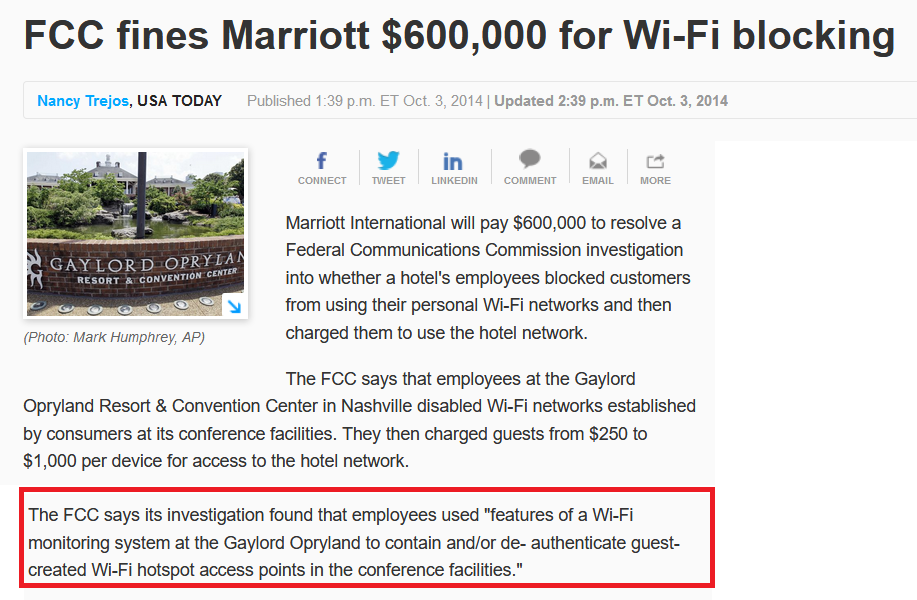 FCC fines Marriott $600,000 for Wi-Fi blocking
Nancy Trejos, USA TODAY Published 1:39 p.m. ET Oct. 3, 2014 | Updated 2:39 p.m. ET Oct. 3, 2014
CONNECT TWEET LINKEDIN COMMENT EMAIL MORE
GAYLORD OPRYLAN
RESORT & CONVENTION CENTER
(Photo: Mark Humphrey, AP)
Marriott International will pay $600,000 to resolve a
Federal Communications Commission investigation
into whether a hotel's employees blocked customers
from using their personal Wi-Fi networks and then
charged them to use the hotel network.
The FCC says that employees at the Gaylord
Opryland Resort & Convention Center in Nashville disabled Wi-Fi networks established
by consumers at its conference facilities. They then charged guests from $250 to
$1,000 per device for access to the hotel network.
The FCC says its investigation found that employees used "features of a Wi-Fi
monitoring system at the Gaylord Opryland to contain and/or de- authenticate guest-
created Wi-Fi hotspot access points in the conference facilities."